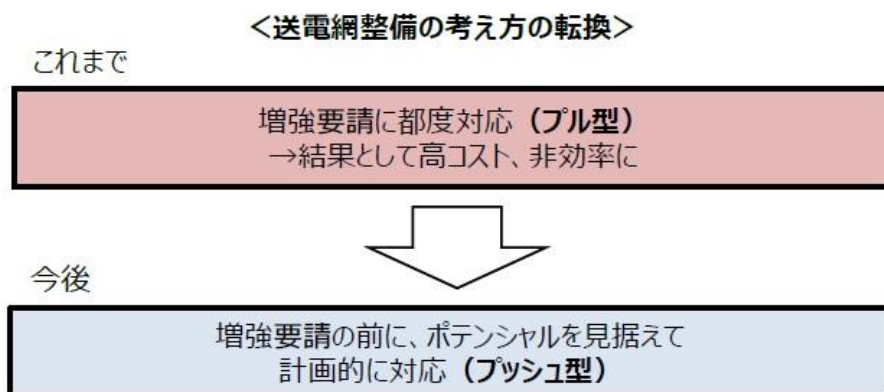 <送電網整備の考え方の転換>
これまで
増強要請に都度対応（プル型）
→結果として高コスト、非効率に
今後
増強要請の前に、ポテンシャルを見据えて
計画的に対応（プッシュ型）